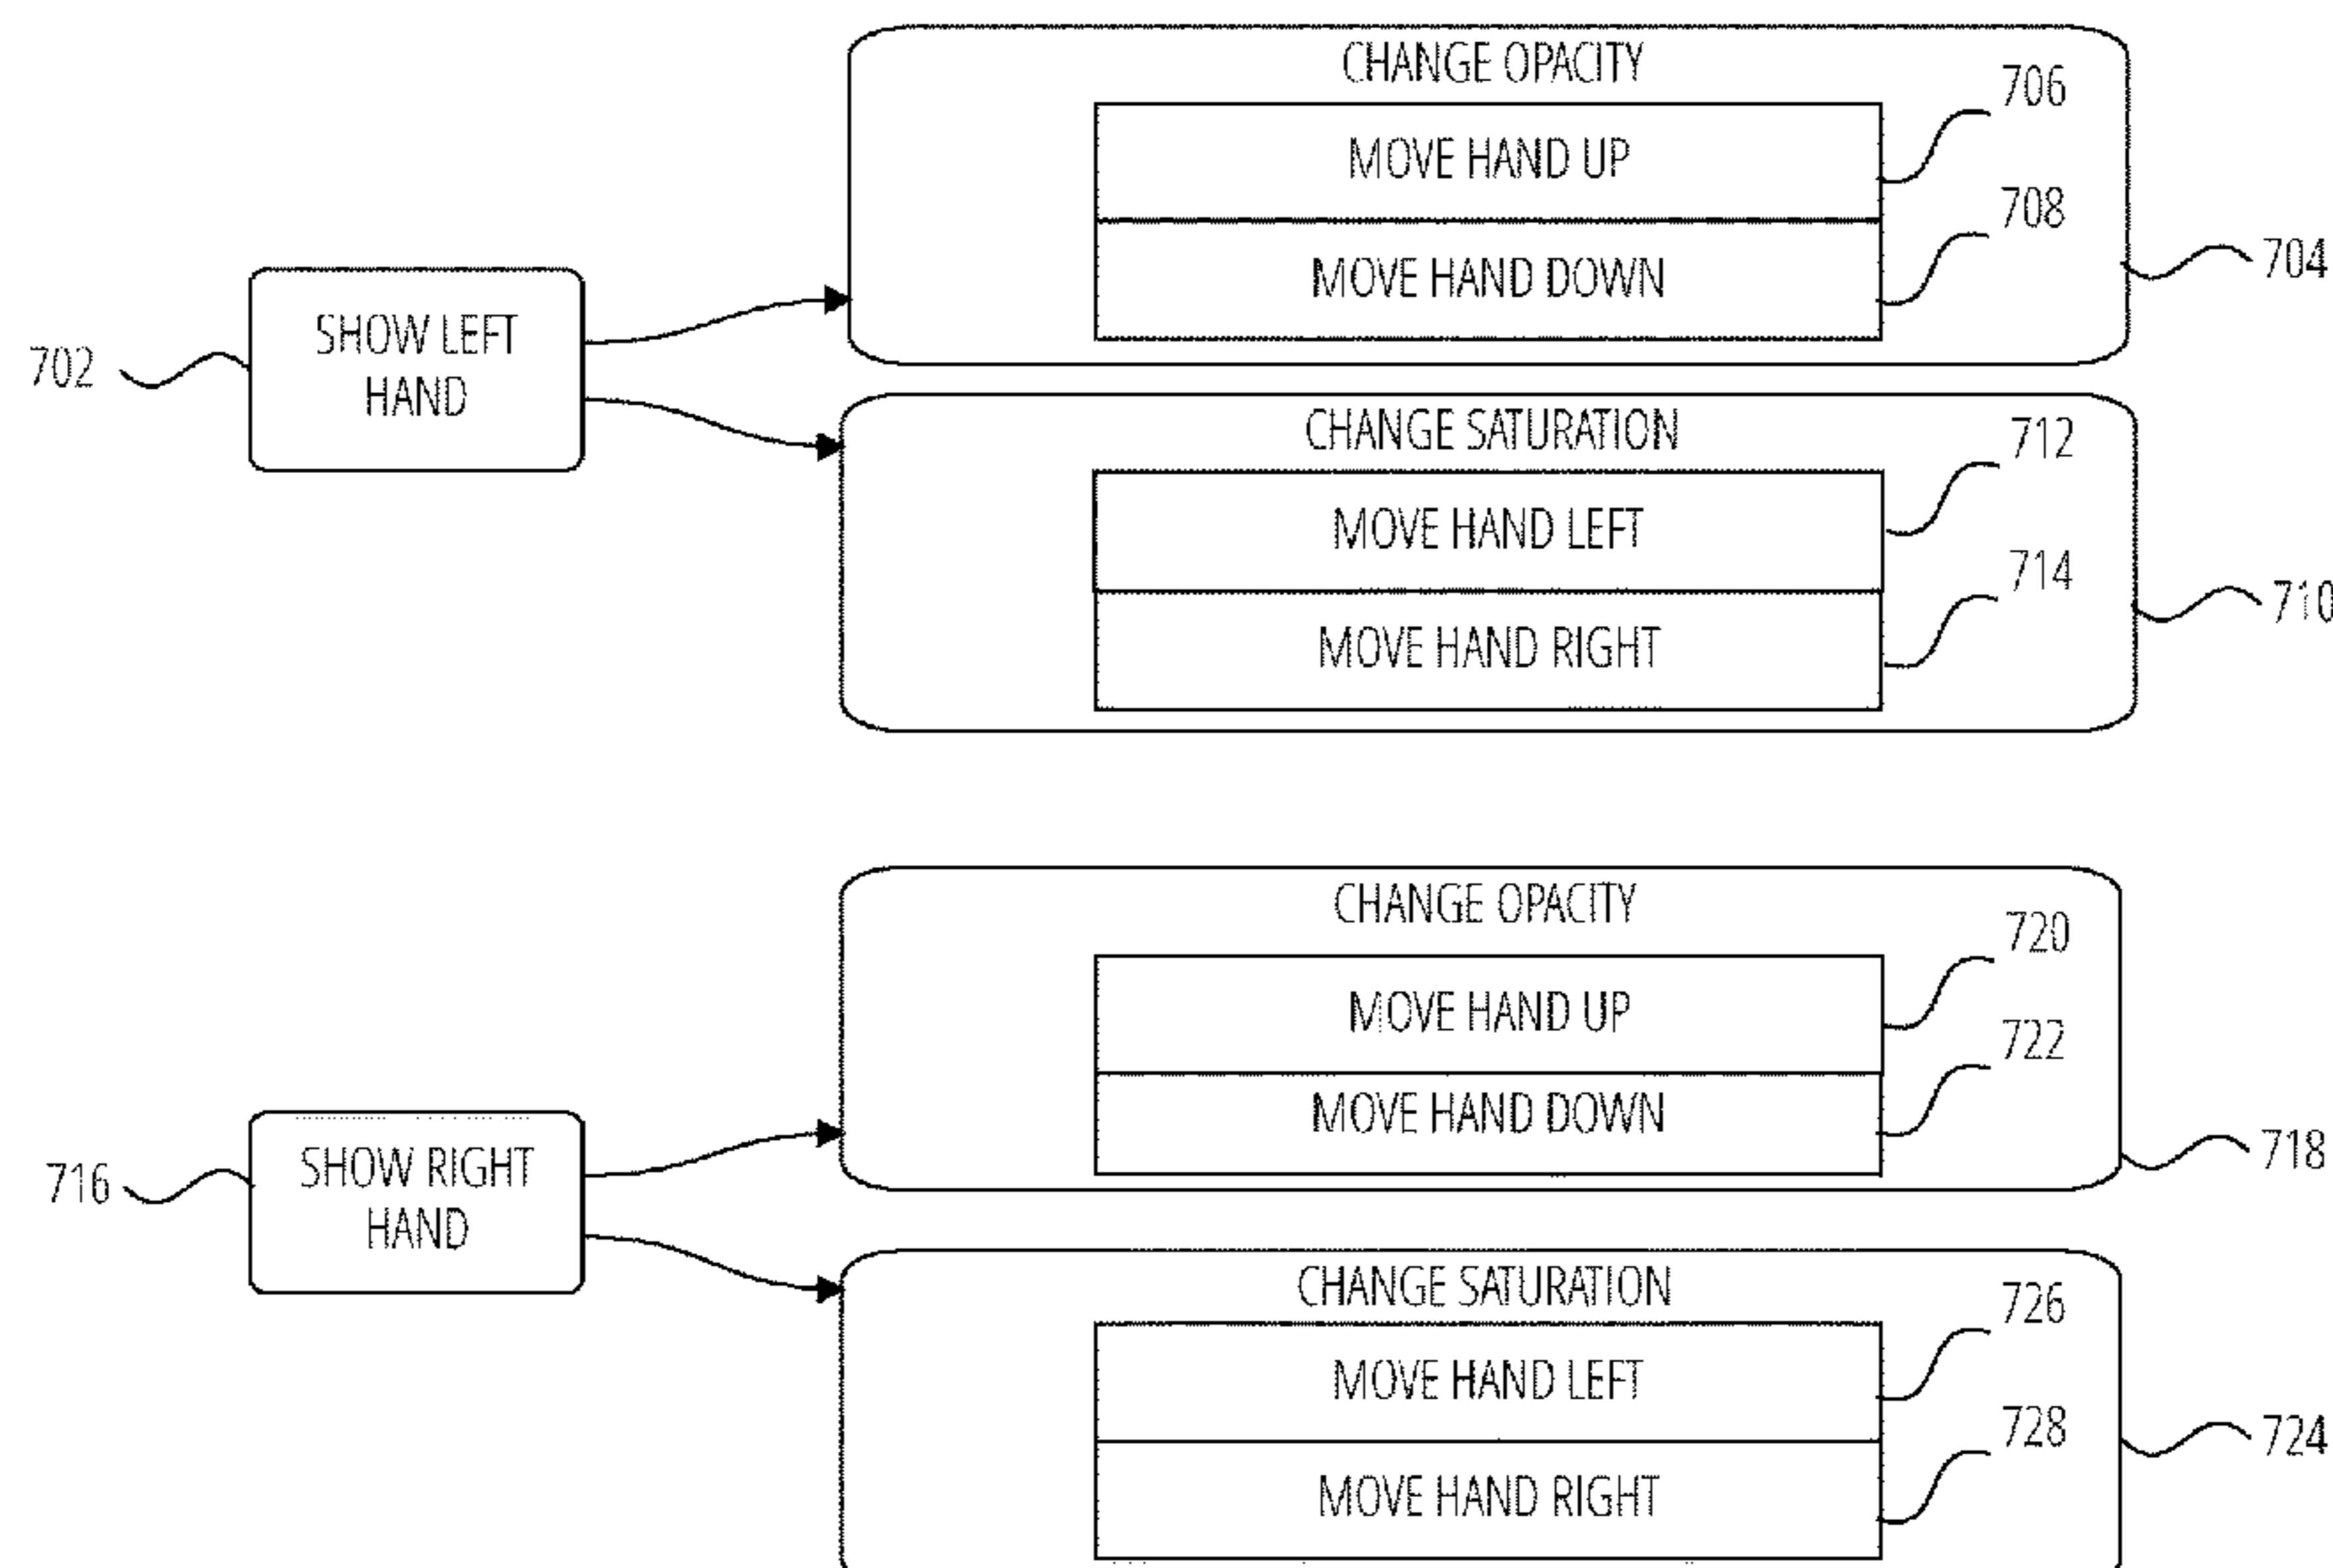 CHANGE OPACITY
706
MOVE HAND UP
708
MOVE HAND DOWN
704
702
SHOW LEFT
HAND
CHANGE SATURATION
712
MOVE HAND LEFT
714
MOVE HAND RIGHT
710
CHANGE OPACITY
720
MOVE HAND UP
722
MOVE HAND DOWN
718
716
SHOW RIGHT
HAND
CHANGE SATURATION
726
MOVE HAND LEFT
728
MOVE HAND RIGHT
724